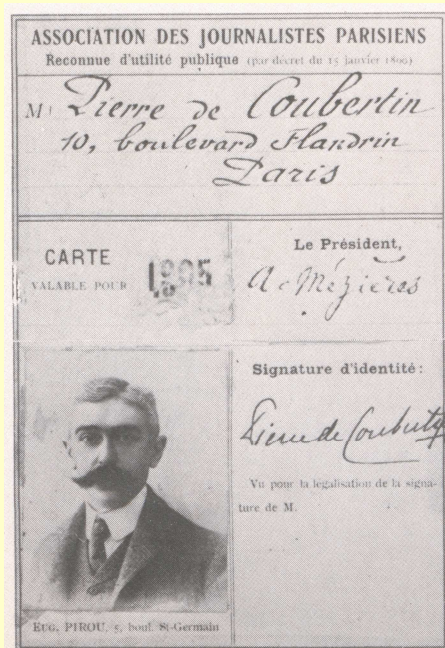 ASSOCIATION DES JOURNALISTES PARISIENS
Reconnue d'utilité publique (par décret du 15 janvier 1890)
Mr Pierre de Coubertin
10, boulevard Flandrin
Paris
CARTE
VALABLE POUR
Le Président,
A. Mézières
Signature d'identité :
Pierre de Coubertin
Vu pour la légalisation de la signa-
ture de M.
EUG. PIROU, 5, boul. St-Germain